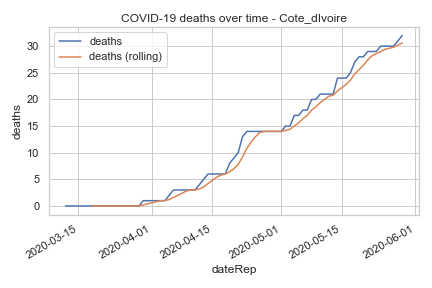 COVID-19 deaths over time - Cote_dIvoire
deaths
deaths (rolling)
deaths
30
25
20
15
10
5
0
2020-03-15
2020-04-01
2020-04-15
2020-05-01
2020-05-15
2020-06-01
dateRep